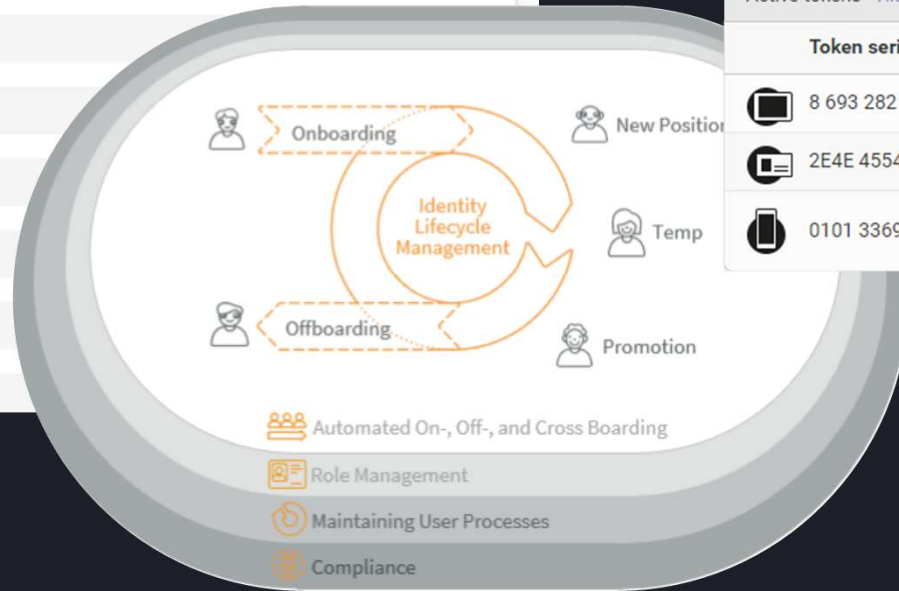 Token seri
8 693 282
2E4E 4554
0101 3369
Onboarding
New Position
Identity
Lifecycle
Management
Temp
Offboarding
Promotion
Automated On-, Off-, and Cross Boarding
Role Management
Maintaining User Processes
Compliance